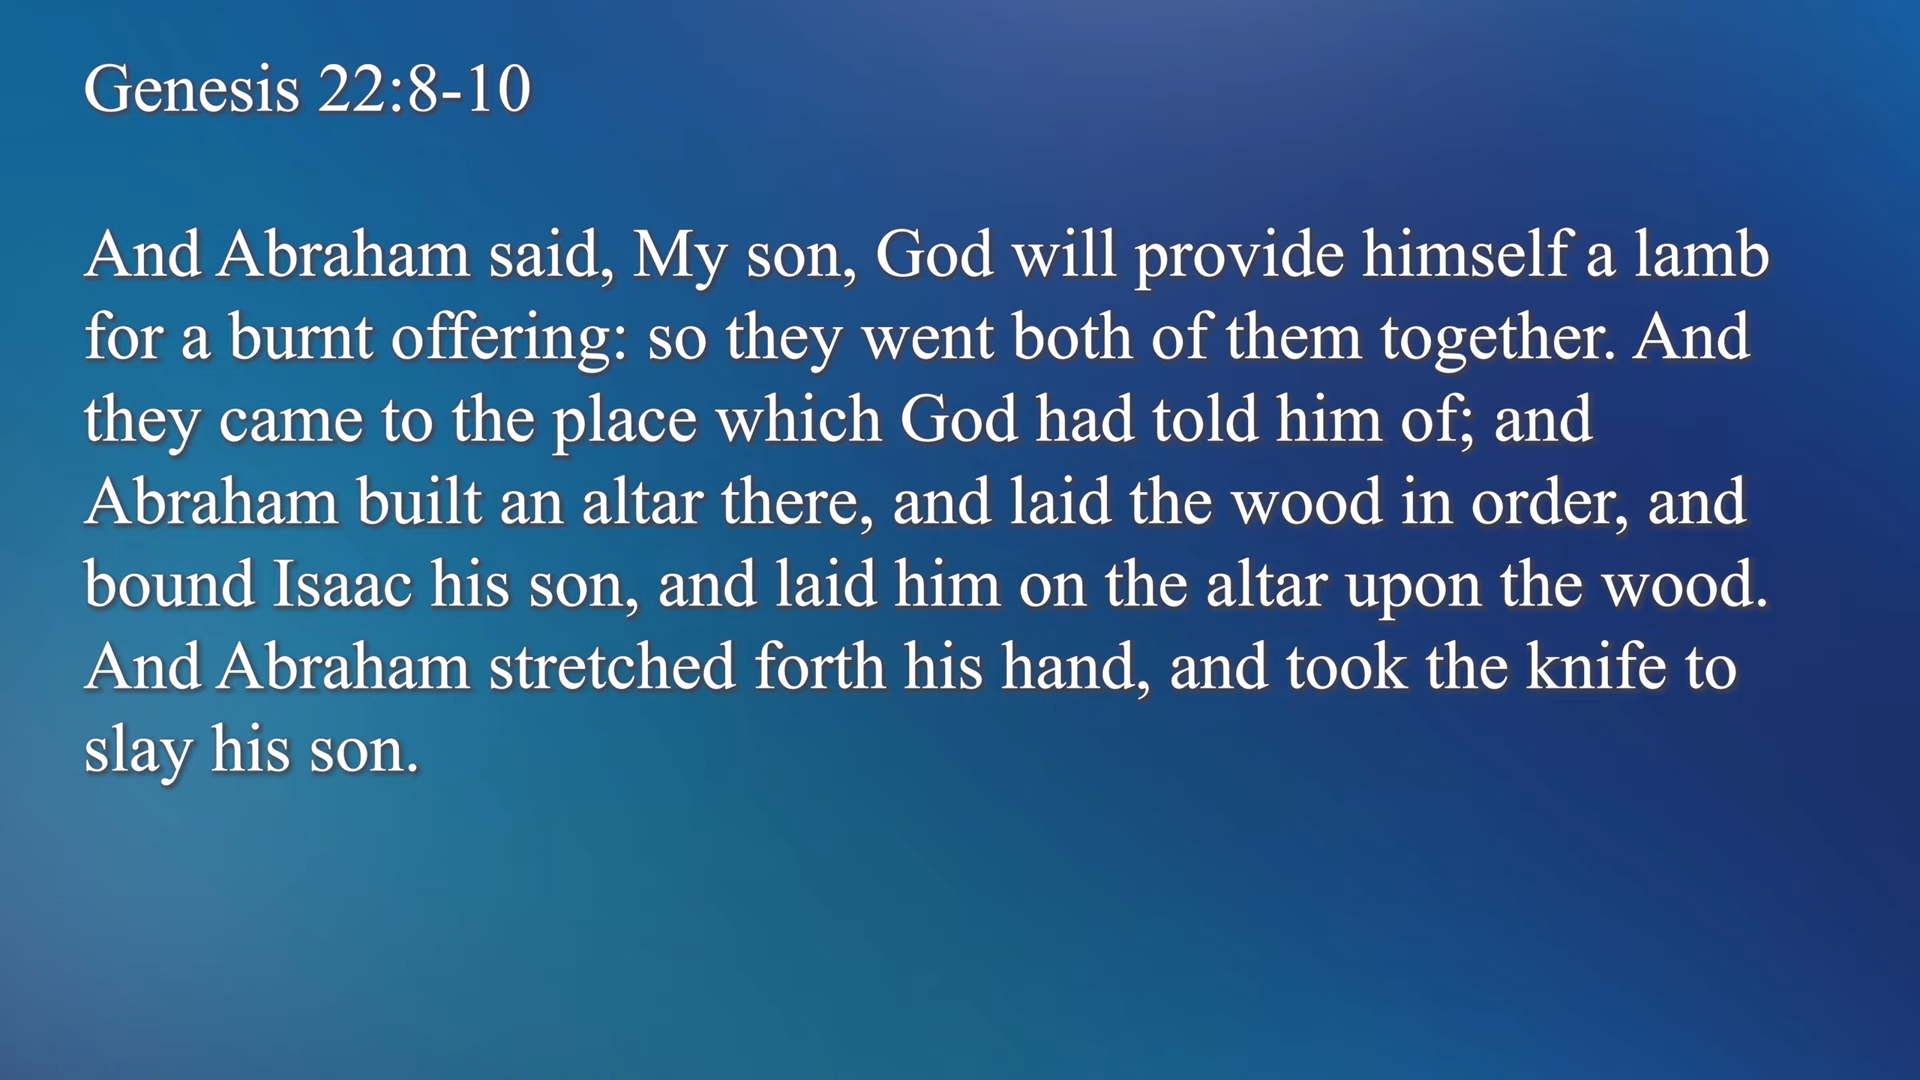 Genesis 22:8-10
And Abraham said, My son, God will provide himself a lamb
for a burnt offering: so they went both of them together. And
they came to the place which God had told him of; and
Abraham built an altar there, and laid the wood in order, and
bound Isaac his son, and laid him on the altar upon the wood.
And Abraham stretched forth his hand, and took the knife to
slay his son.